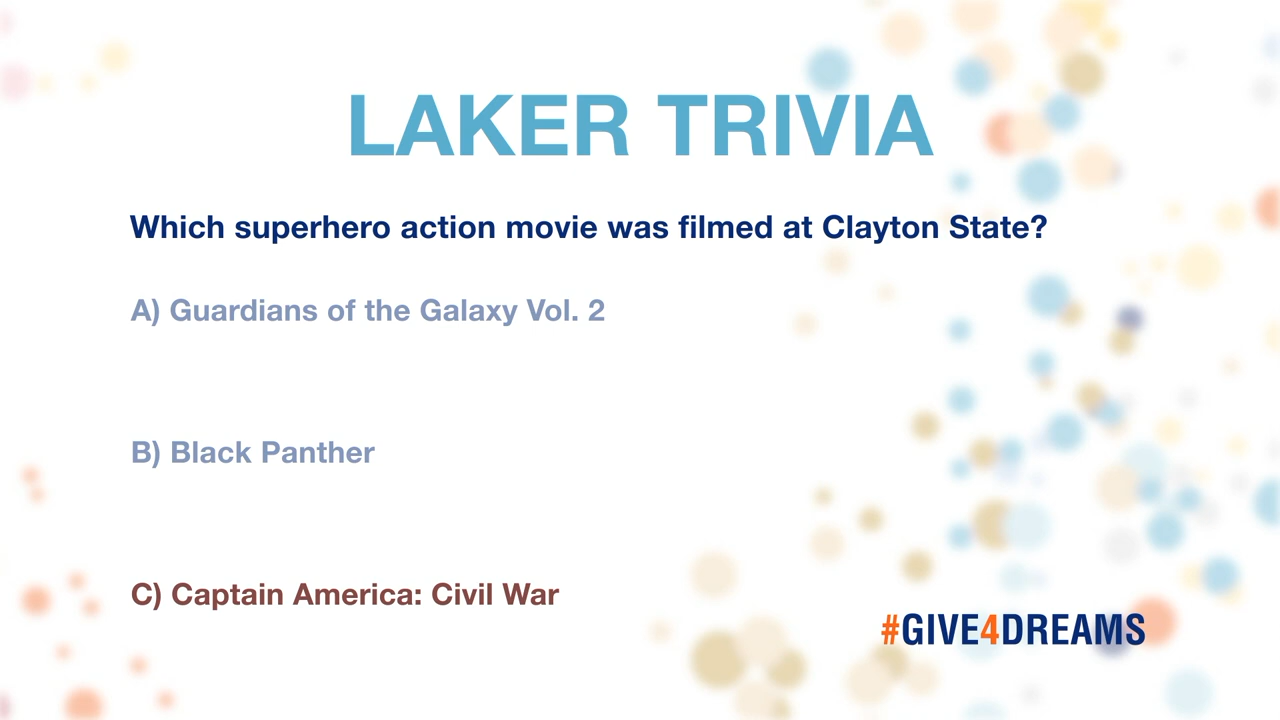 LAKER TRIVIA
Which superhero action movie was filmed at Clayton State?
A) Guardians of the Galaxy Vol. 2
B) Black Panther
C) Captain America: Civil War
#GIVE4DREAMS